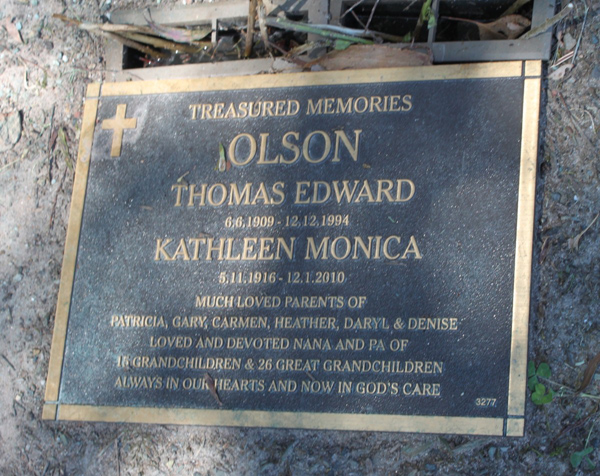 TREASURED MEMORIES
OLSON
THOMAS EDWARD
6.6.1909 - 12.12.1994
KATHLEEN MONICA
5.11.1916 - 12.1.2010
MUCH LOVED PARENTS OF
PATRICIA, GARY, CARMEN, HEATHER, DARYL & DENISE
LOVED AND DEVOTED NANA AND PA OF
15 GRANDCHILDREN & 26 GREAT GRANDCHILDREN
ALWAYS IN OUR HEARTS AND NOW IN GOD'S CARE
3277